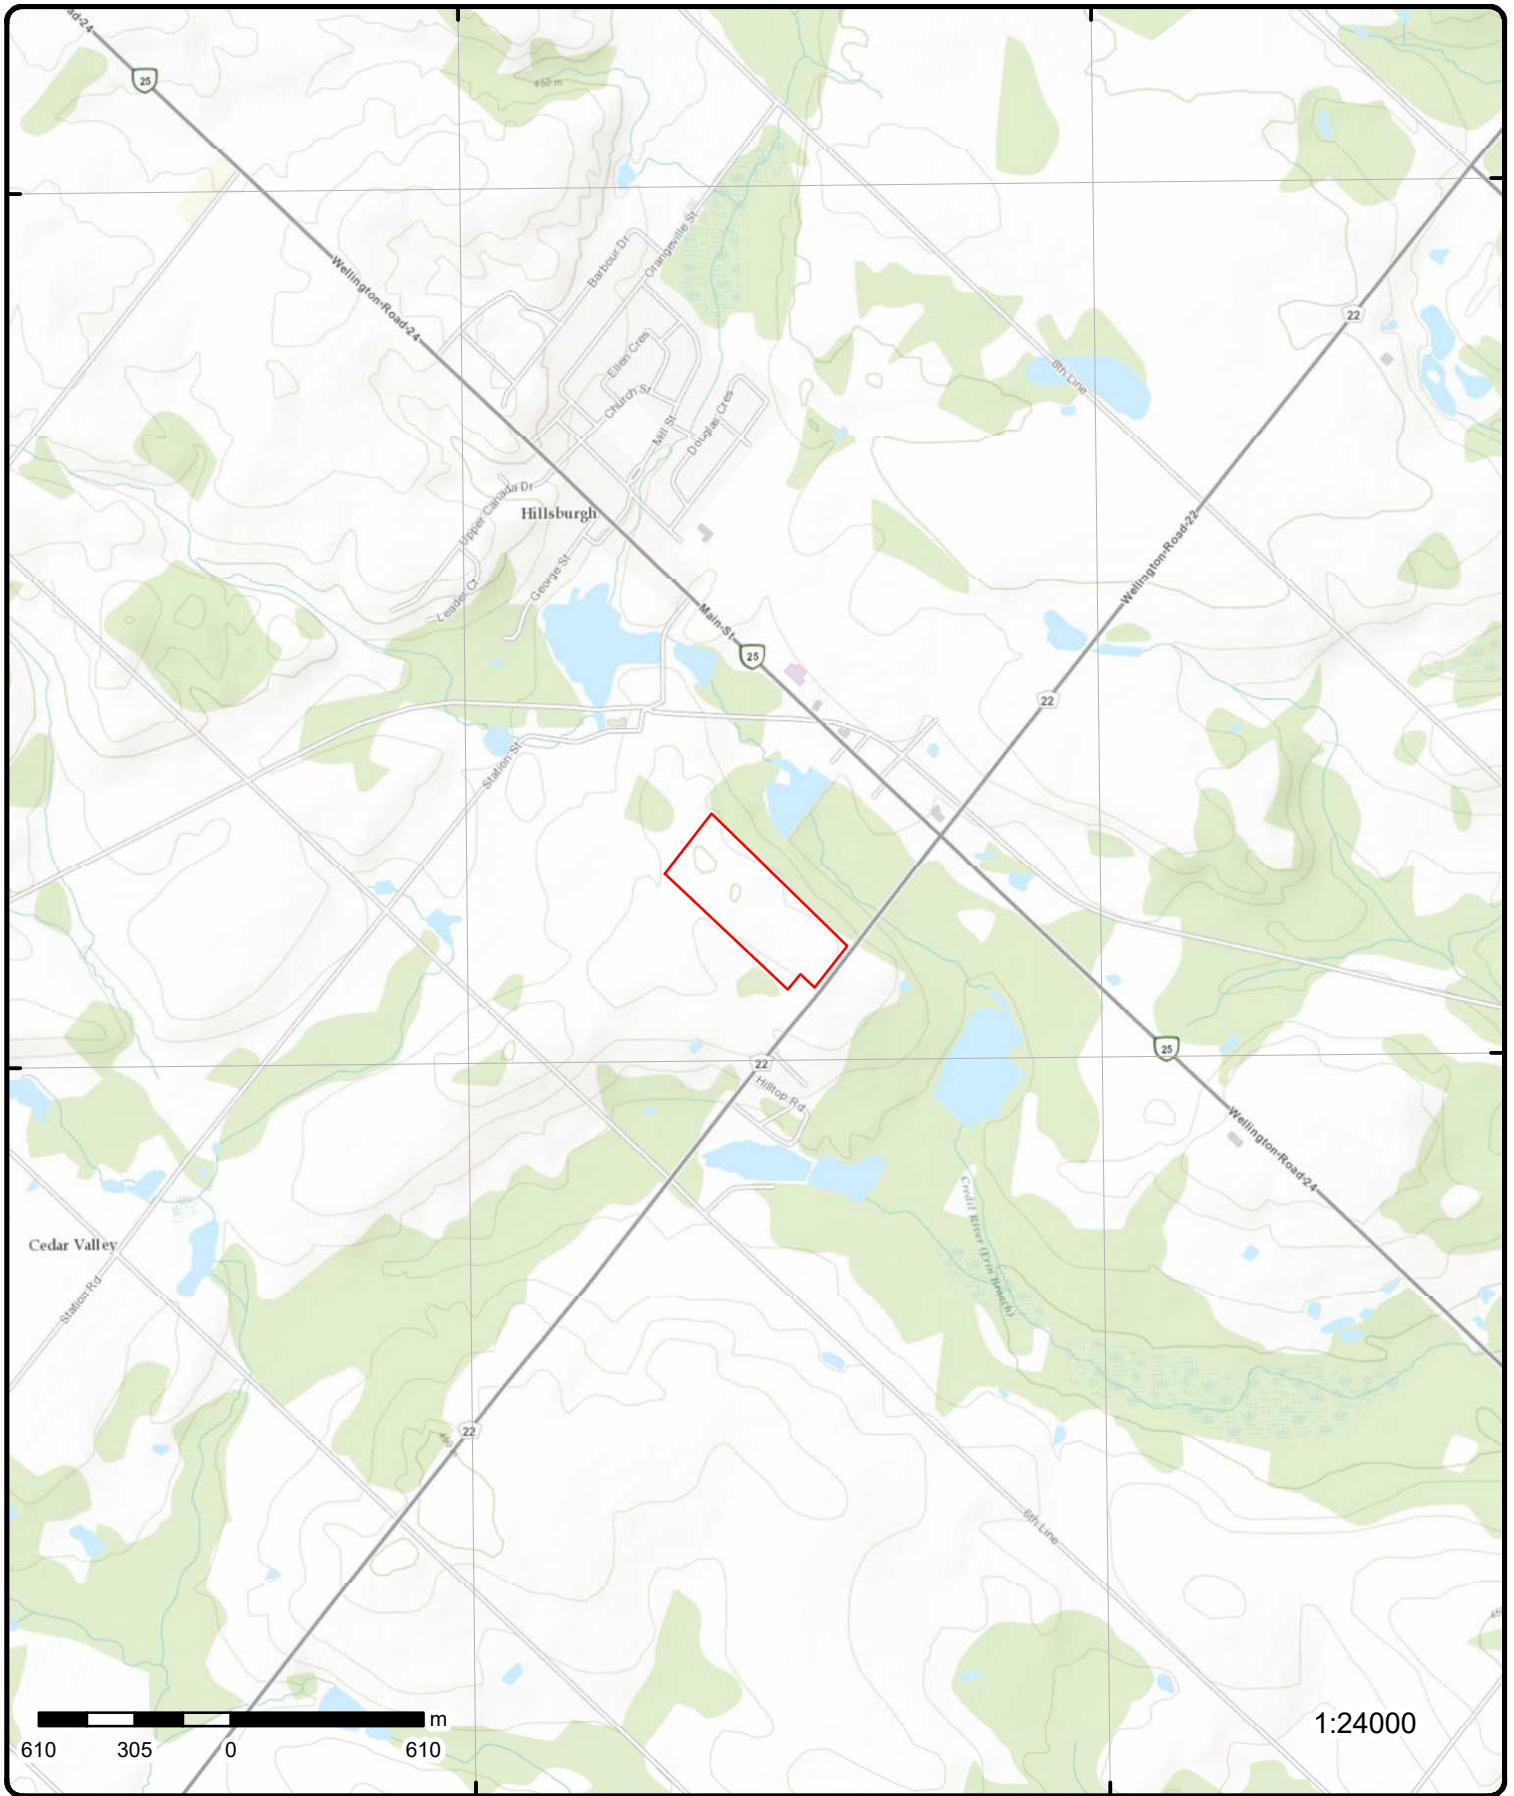 ad-24
25
450 m
Wellington-Road-24
Barbour Dr
Orangeville St
22
Ellen Cres
8th Line
Church St
Douglas Cres
Mill St
Upper Canada Dr
Hillsburgh
Wellington-Road-22
George St
Leader Ct
Main-St
25
22
Station St
25
22
Hilltop Rd
Wellington-Road-24
Credit River (Erin Branch)
Cedar Valley
Station Rd
22
6th Line
m
610 305 0 610
1:24000